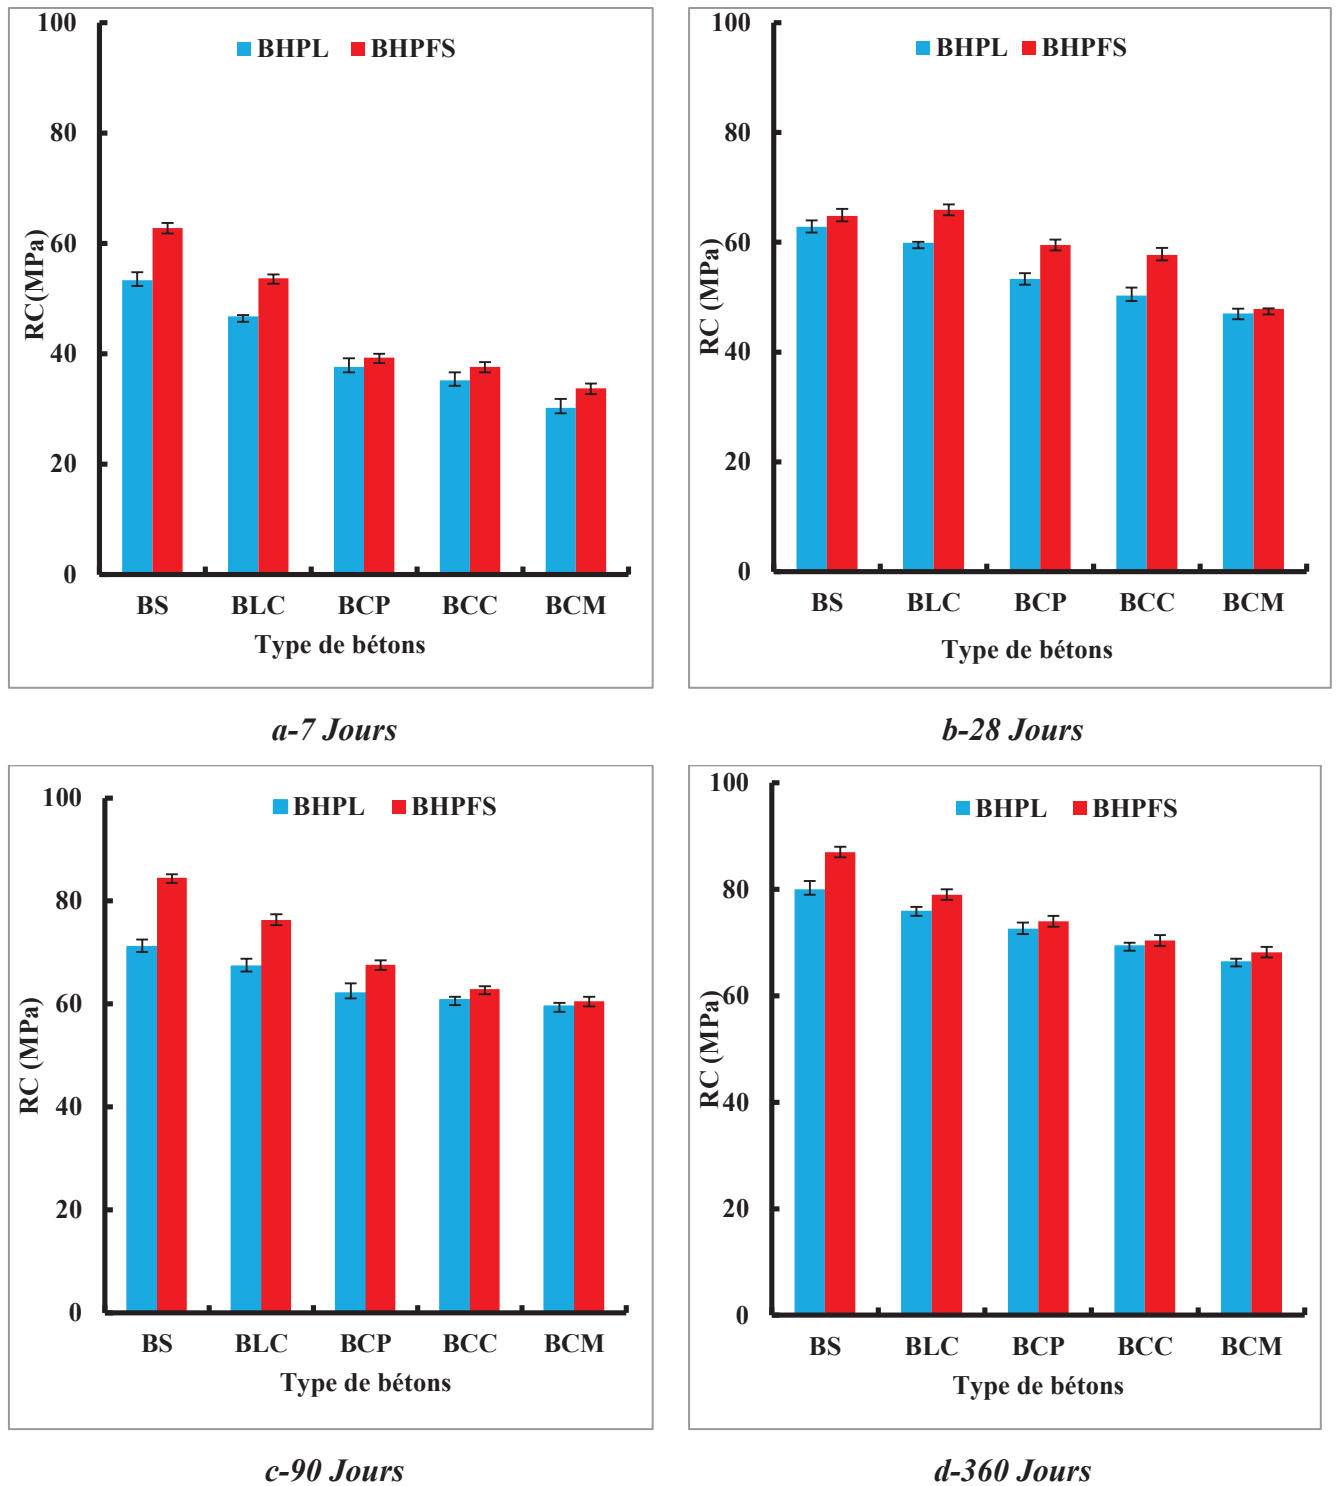 100
80
60
40
20
0
RC(MPa)
BHPL BHPFS
BS BLC BCP BCC BCM
Type de bétons
a-7 Jours
100
80
60
40
20
0
RC (MPa)
BHPL BHPFS
BS BLC BCP BCC BCM
Type de bétons
b-28 Jours
100
80
60
40
20
0
RC (MPa)
BHPL BHPFS
BS BLC BCP BCC BCM
Type de bétons
c-90 Jours
100
80
60
40
20
0
RC (MPa)
BHPL BHPFS
BS BLC BCP BCC BCM
Type de bétons
d-360 Jours